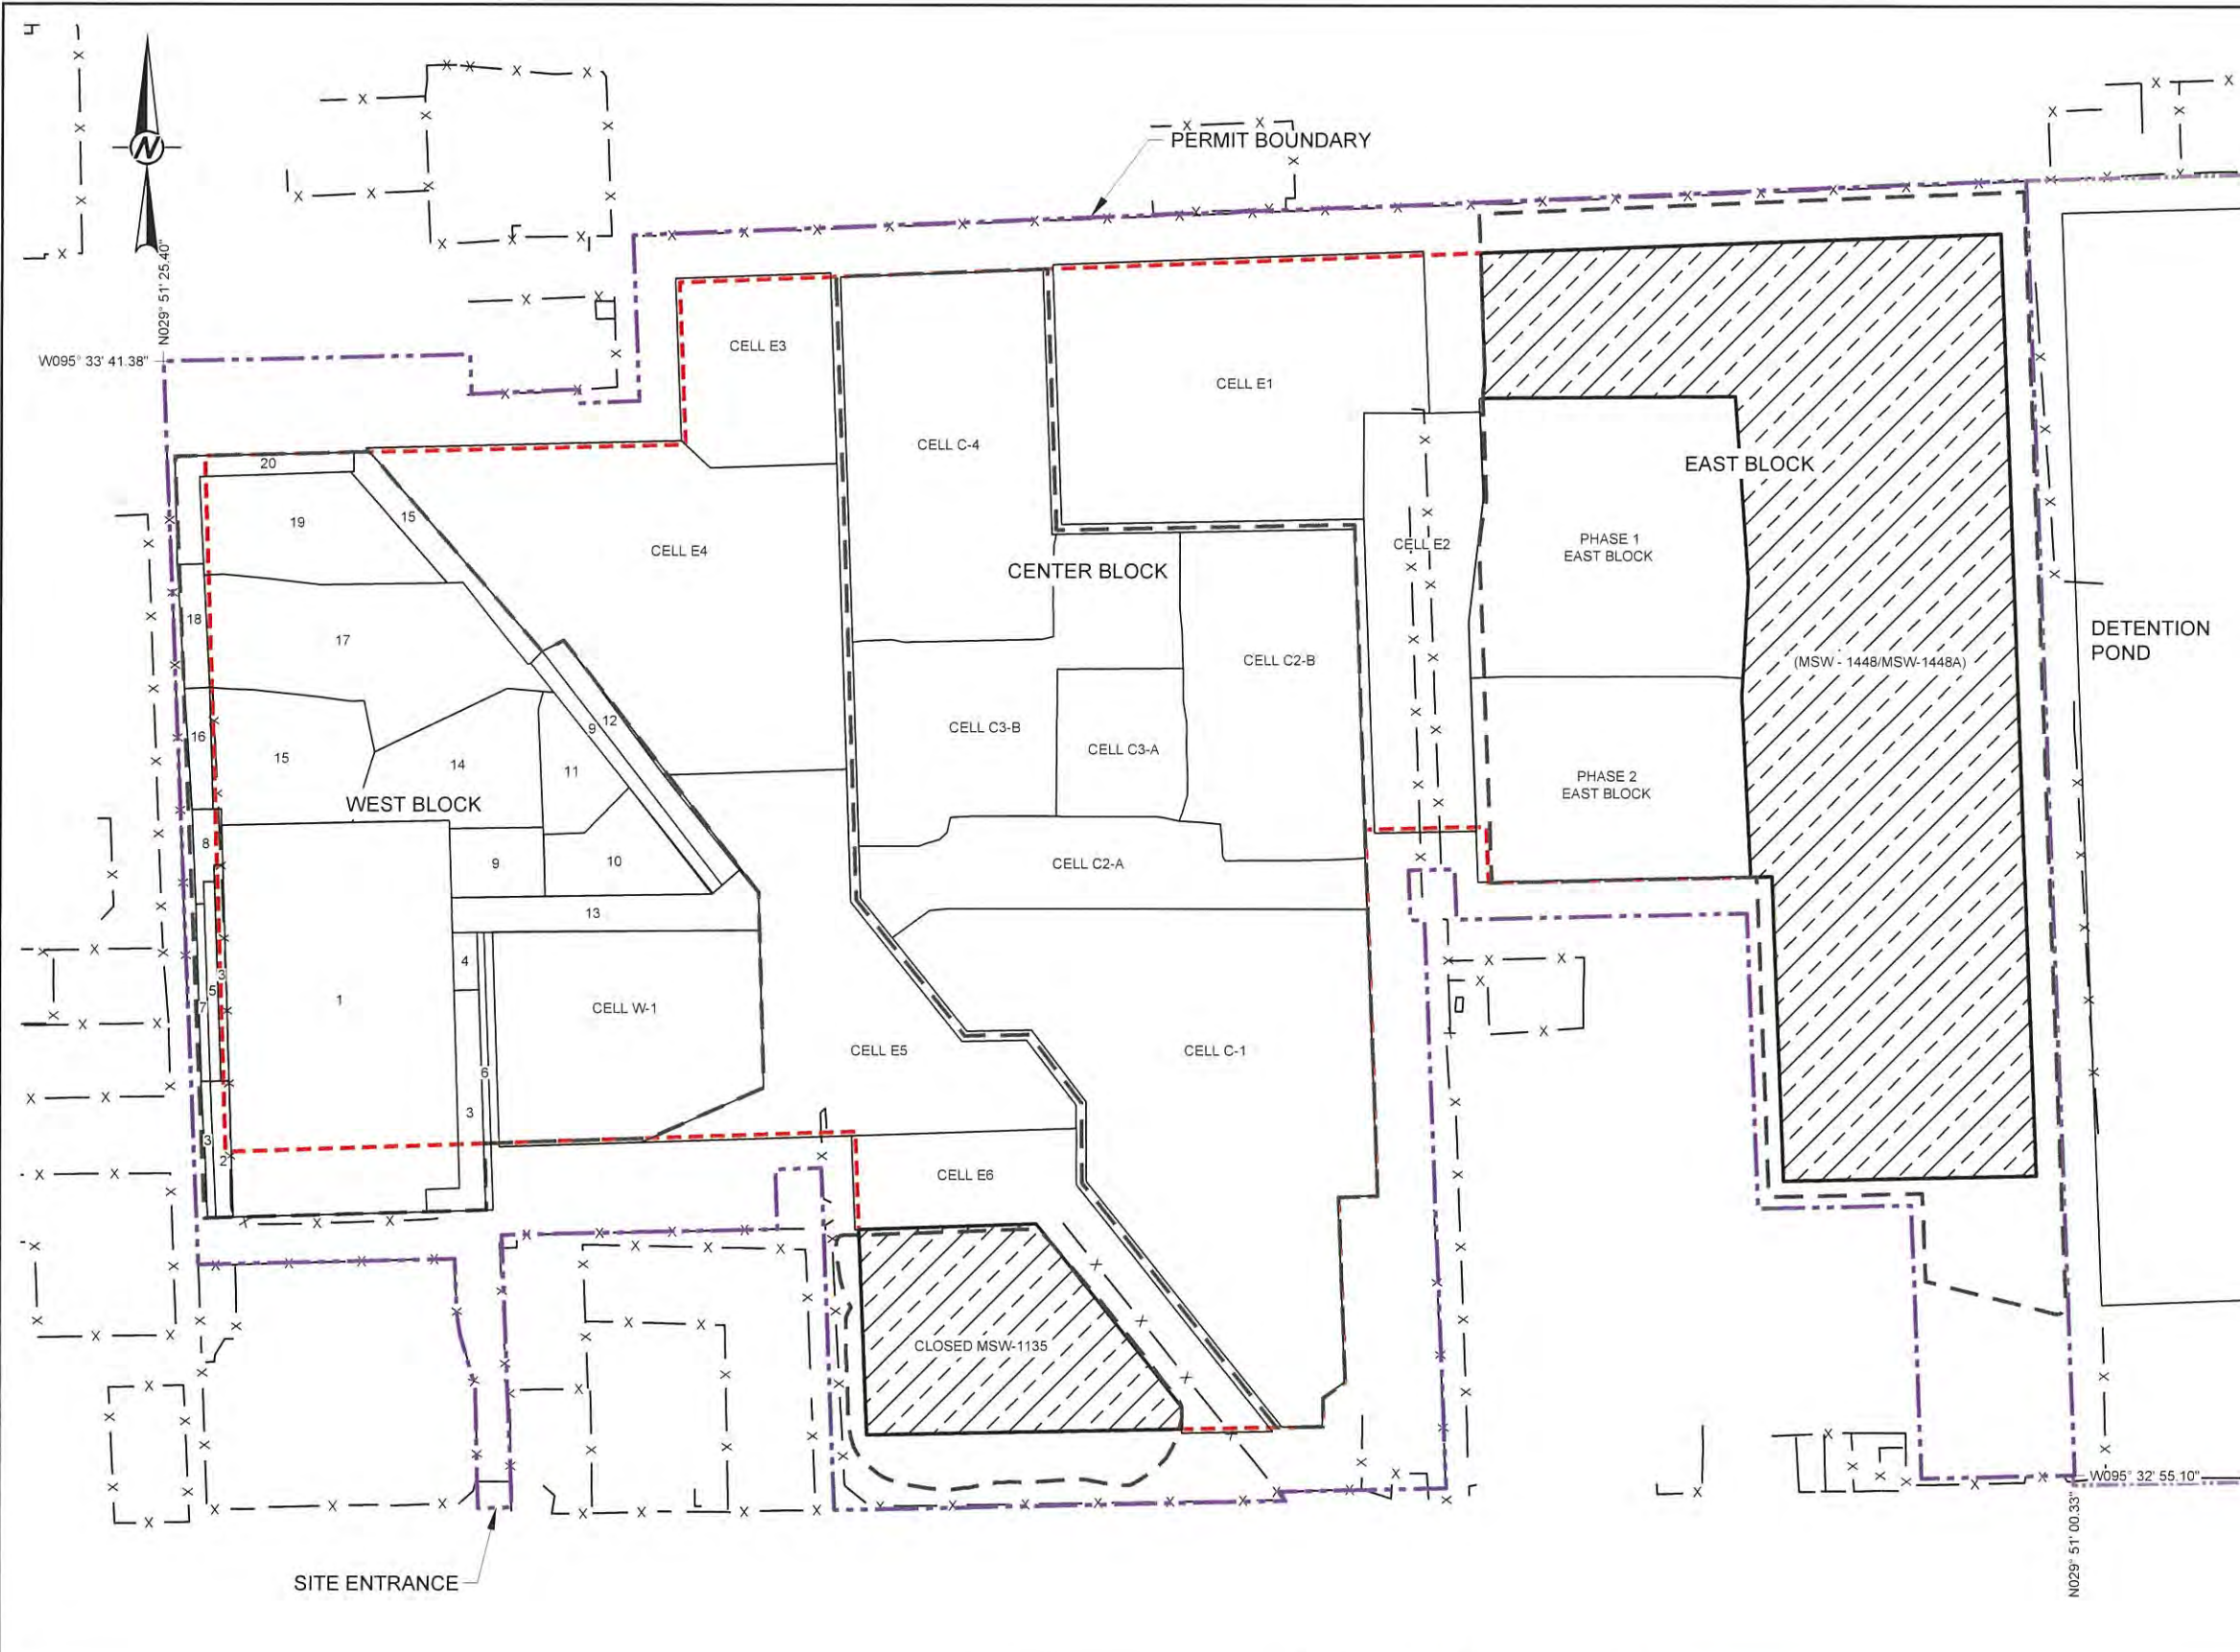 PERMIT BOUNDARY
N
N029° 51' 25.40"
W095° 33' 41.38"
CELL E3
CELL E1
CELL C-4
EAST BLOCK
20
19
15
CELL E4
CELL E2
PHASE 1
EAST BLOCK
CENTER BLOCK
18
17
CELL C2-B
(MSW - 1448/MSW-1448A)
DETENTION
POND
12
9
16
15
14
11
CELL C3-B
CELL C3-A
PHASE 2
EAST BLOCK
WEST BLOCK
8
9
10
CELL C2-A
13
4
3
5
7
1
CELL W-1
CELL E5
CELL C-1
6
3
3
2
CELL E6
CLOSED MSW-1135
W095° 32' 55.10"
N029° 51' 00.33"
SITE ENTRANCE